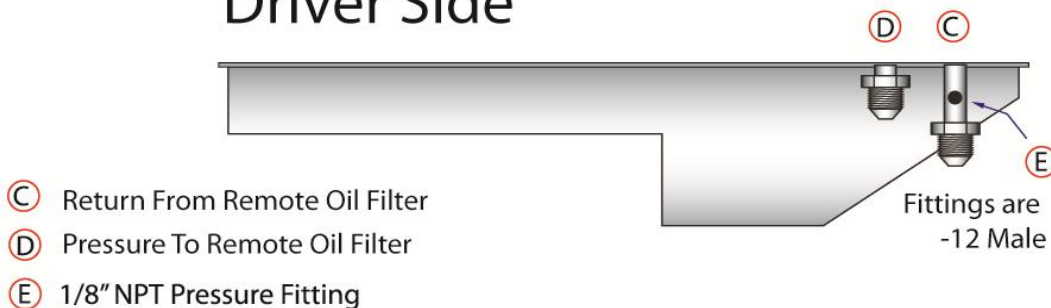 Driver Side
D C
E
C Return From Remote Oil Filter
D Pressure To Remote Oil Filter
E 1/8” NPT Pressure Fitting
Fittings are
-12 Male